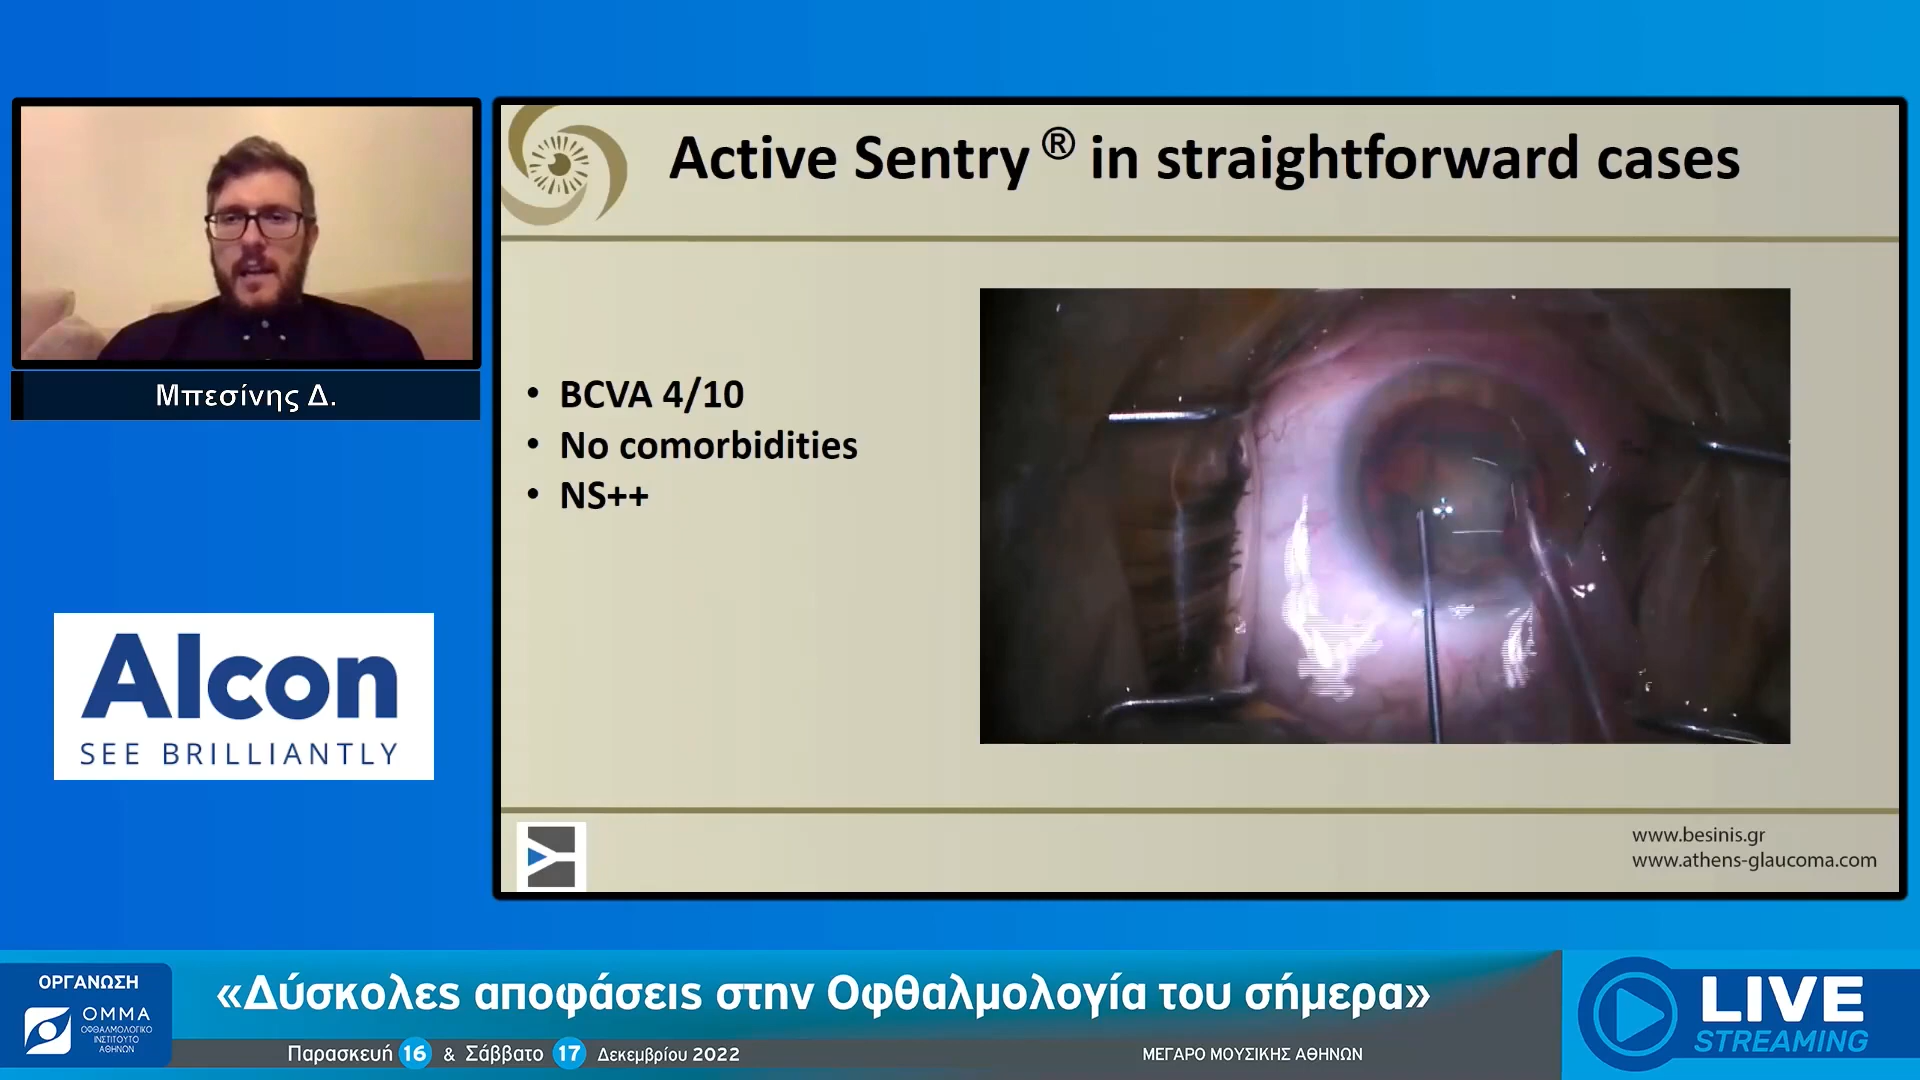 Active Sentry ® in straightforward cases
• BCVA 4/10
• No comorbidities
• NS++
www.besinis.gr
www.athens-glaucoma.com
Μπεσίνης Δ.
Alcon
SEE BRILLIANTLY
ΟΡΓΑΝΩΣΗ
ΟΜΜΑ
ΟΦΘΑΛΜΟΛΟΓΙΚΟ
ΙΝΣΤΙΤΟΥΤΟ
ΑΘΗΝΩΝ
«Δύσκολες αποφάσεις στην Οφθαλμολογία του σήμερα»
Παρασκευή 16 & Σάββατο 17 Δεκεμβρίου 2022
ΜΕΓΑΡΟ ΜΟΥΣΙΚΗΣ ΑΘΗΝΩΝ
LIVE
STREAMING